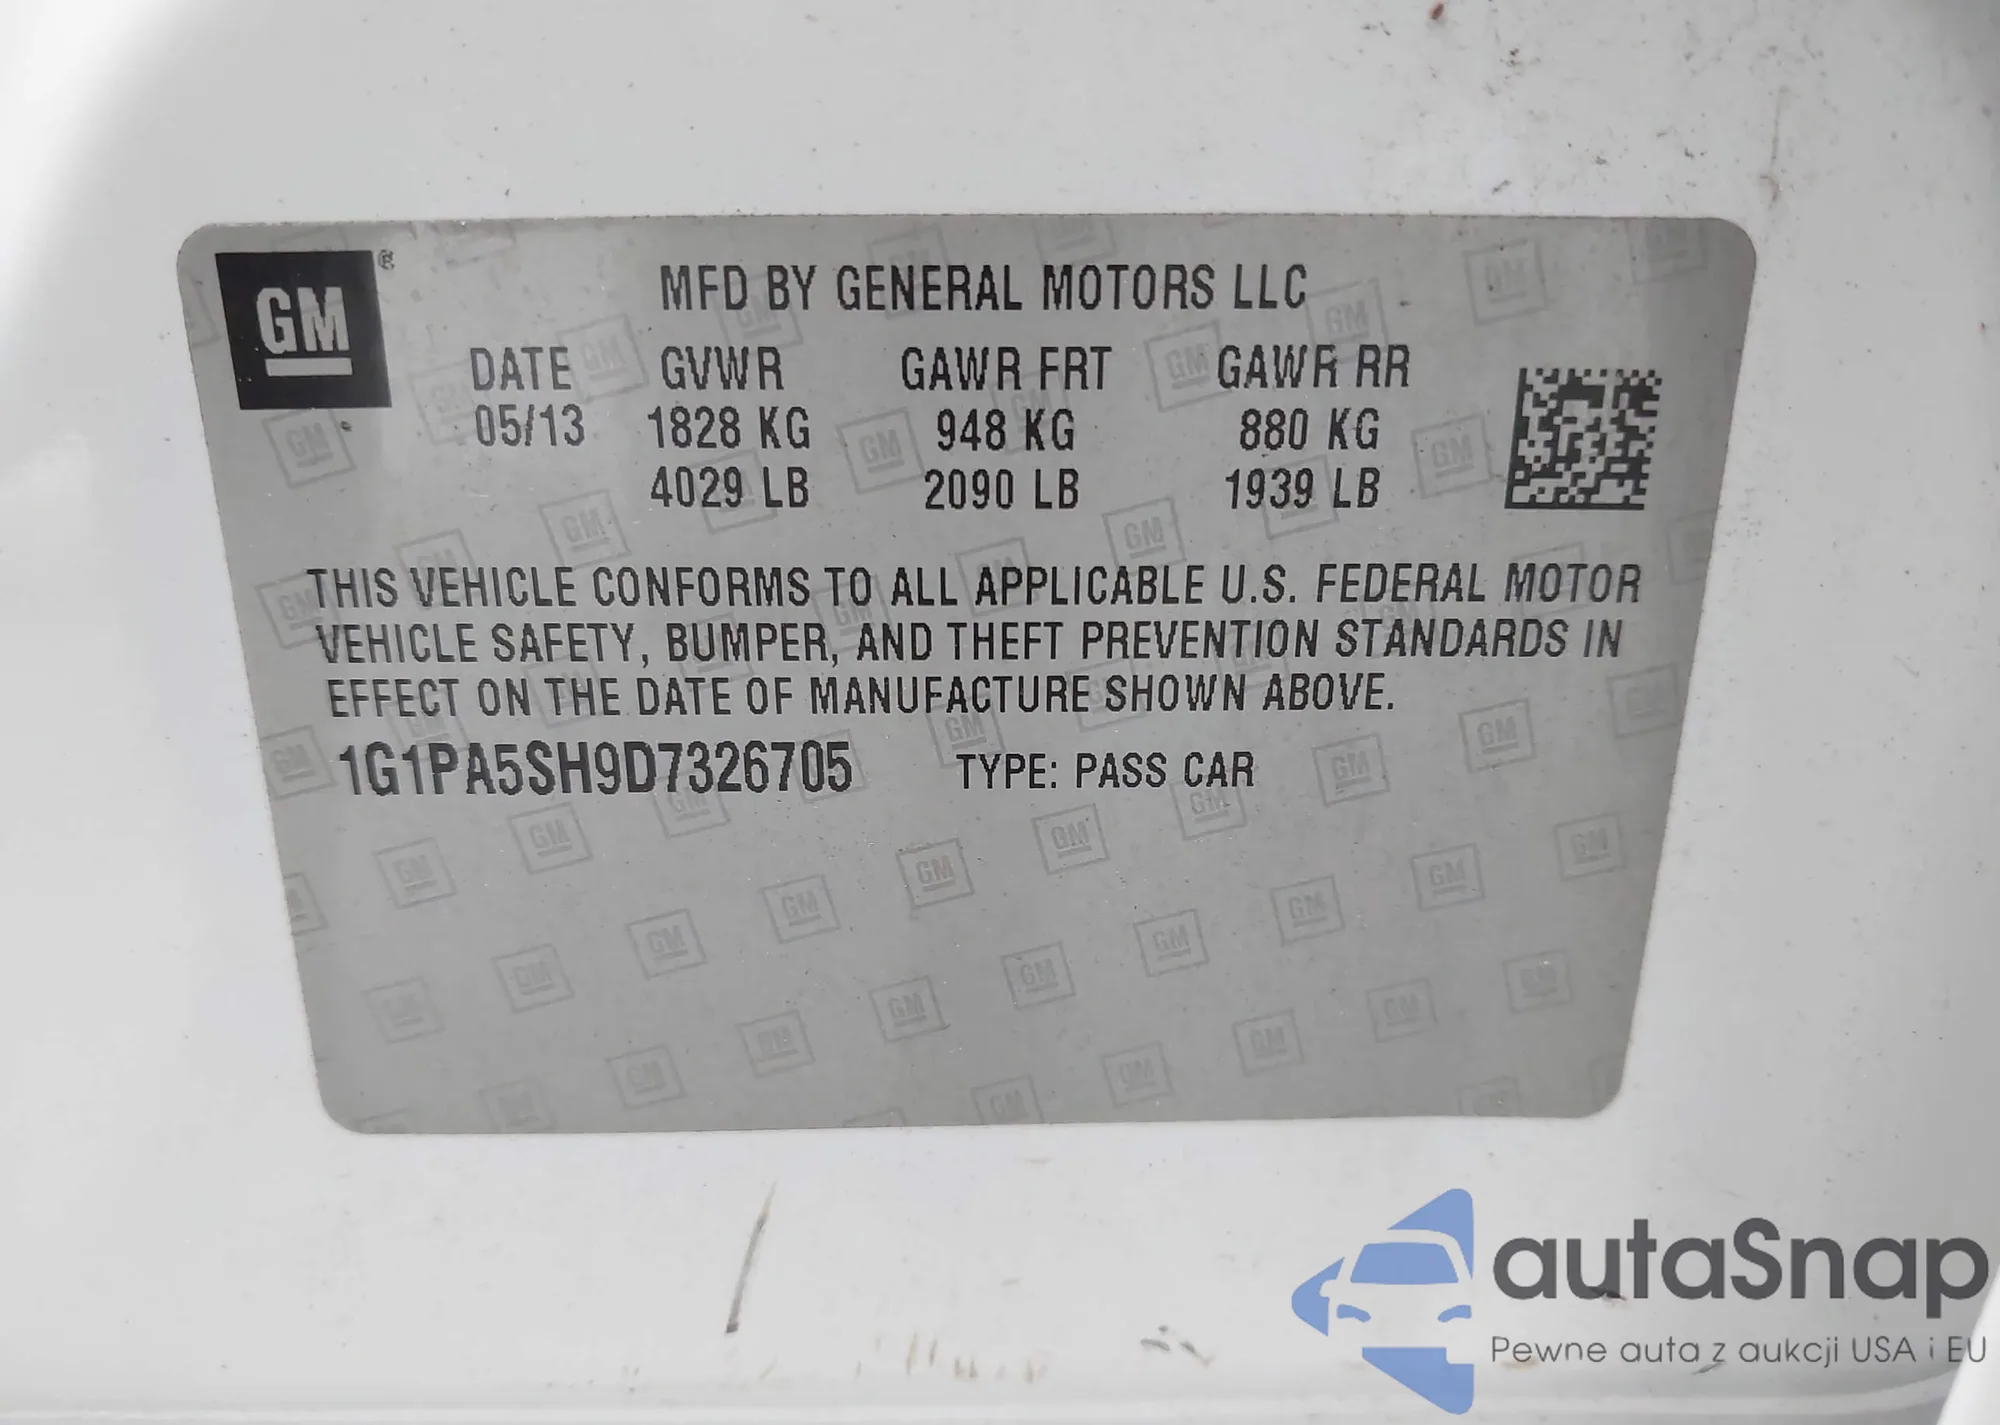 GM ®
MFD BY GENERAL MOTORS LLC
DATE GVWR GAWR FRT GAWR RR
05/13 1828 KG 948 KG 880 KG
4029 LB 2090 LB 1939 LB
THIS VEHICLE CONFORMS TO ALL APPLICABLE U.S. FEDERAL MOTOR
VEHICLE SAFETY, BUMPER, AND THEFT PREVENTION STANDARDS IN
EFFECT ON THE DATE OF MANUFACTURE SHOWN ABOVE.
1G1PA5SH9D7326705 TYPE: PASS CAR
autaSnap
Pewne auta z aukcji USA i EU